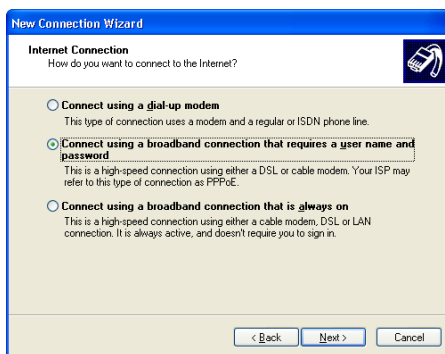 New Connection Wizard
Internet Connection
How do you want to connect to the Internet?
Connect using a dial-up modem
This type of connection uses a modem and a regular or ISDN phone line.
Connect using a broadband connection that requires a user name and
password
This is a high-speed connection using either a DSL or cable modem. Your ISP may
refer to this type of connection as PPPoE.
Connect using a broadband connection that is always on
This is a high-speed connection using either a cable modem, DSL or LAN
connection. It is always active, and doesn't require you to sign in.
< Back Next > Cancel